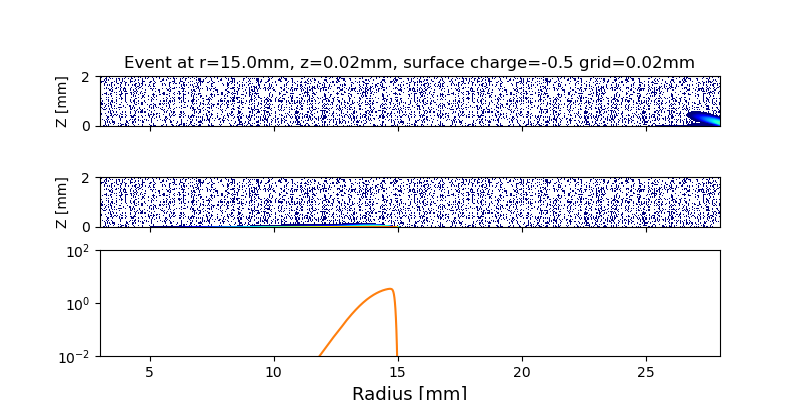 Event at r=15.0mm, z=0.02mm, surface charge=-0.5 grid=0.02mm
2
Z [mm]
0
2
Z [mm]
0
10²
10⁰
10⁻²
5 10 15 20 25
Radius [mm]